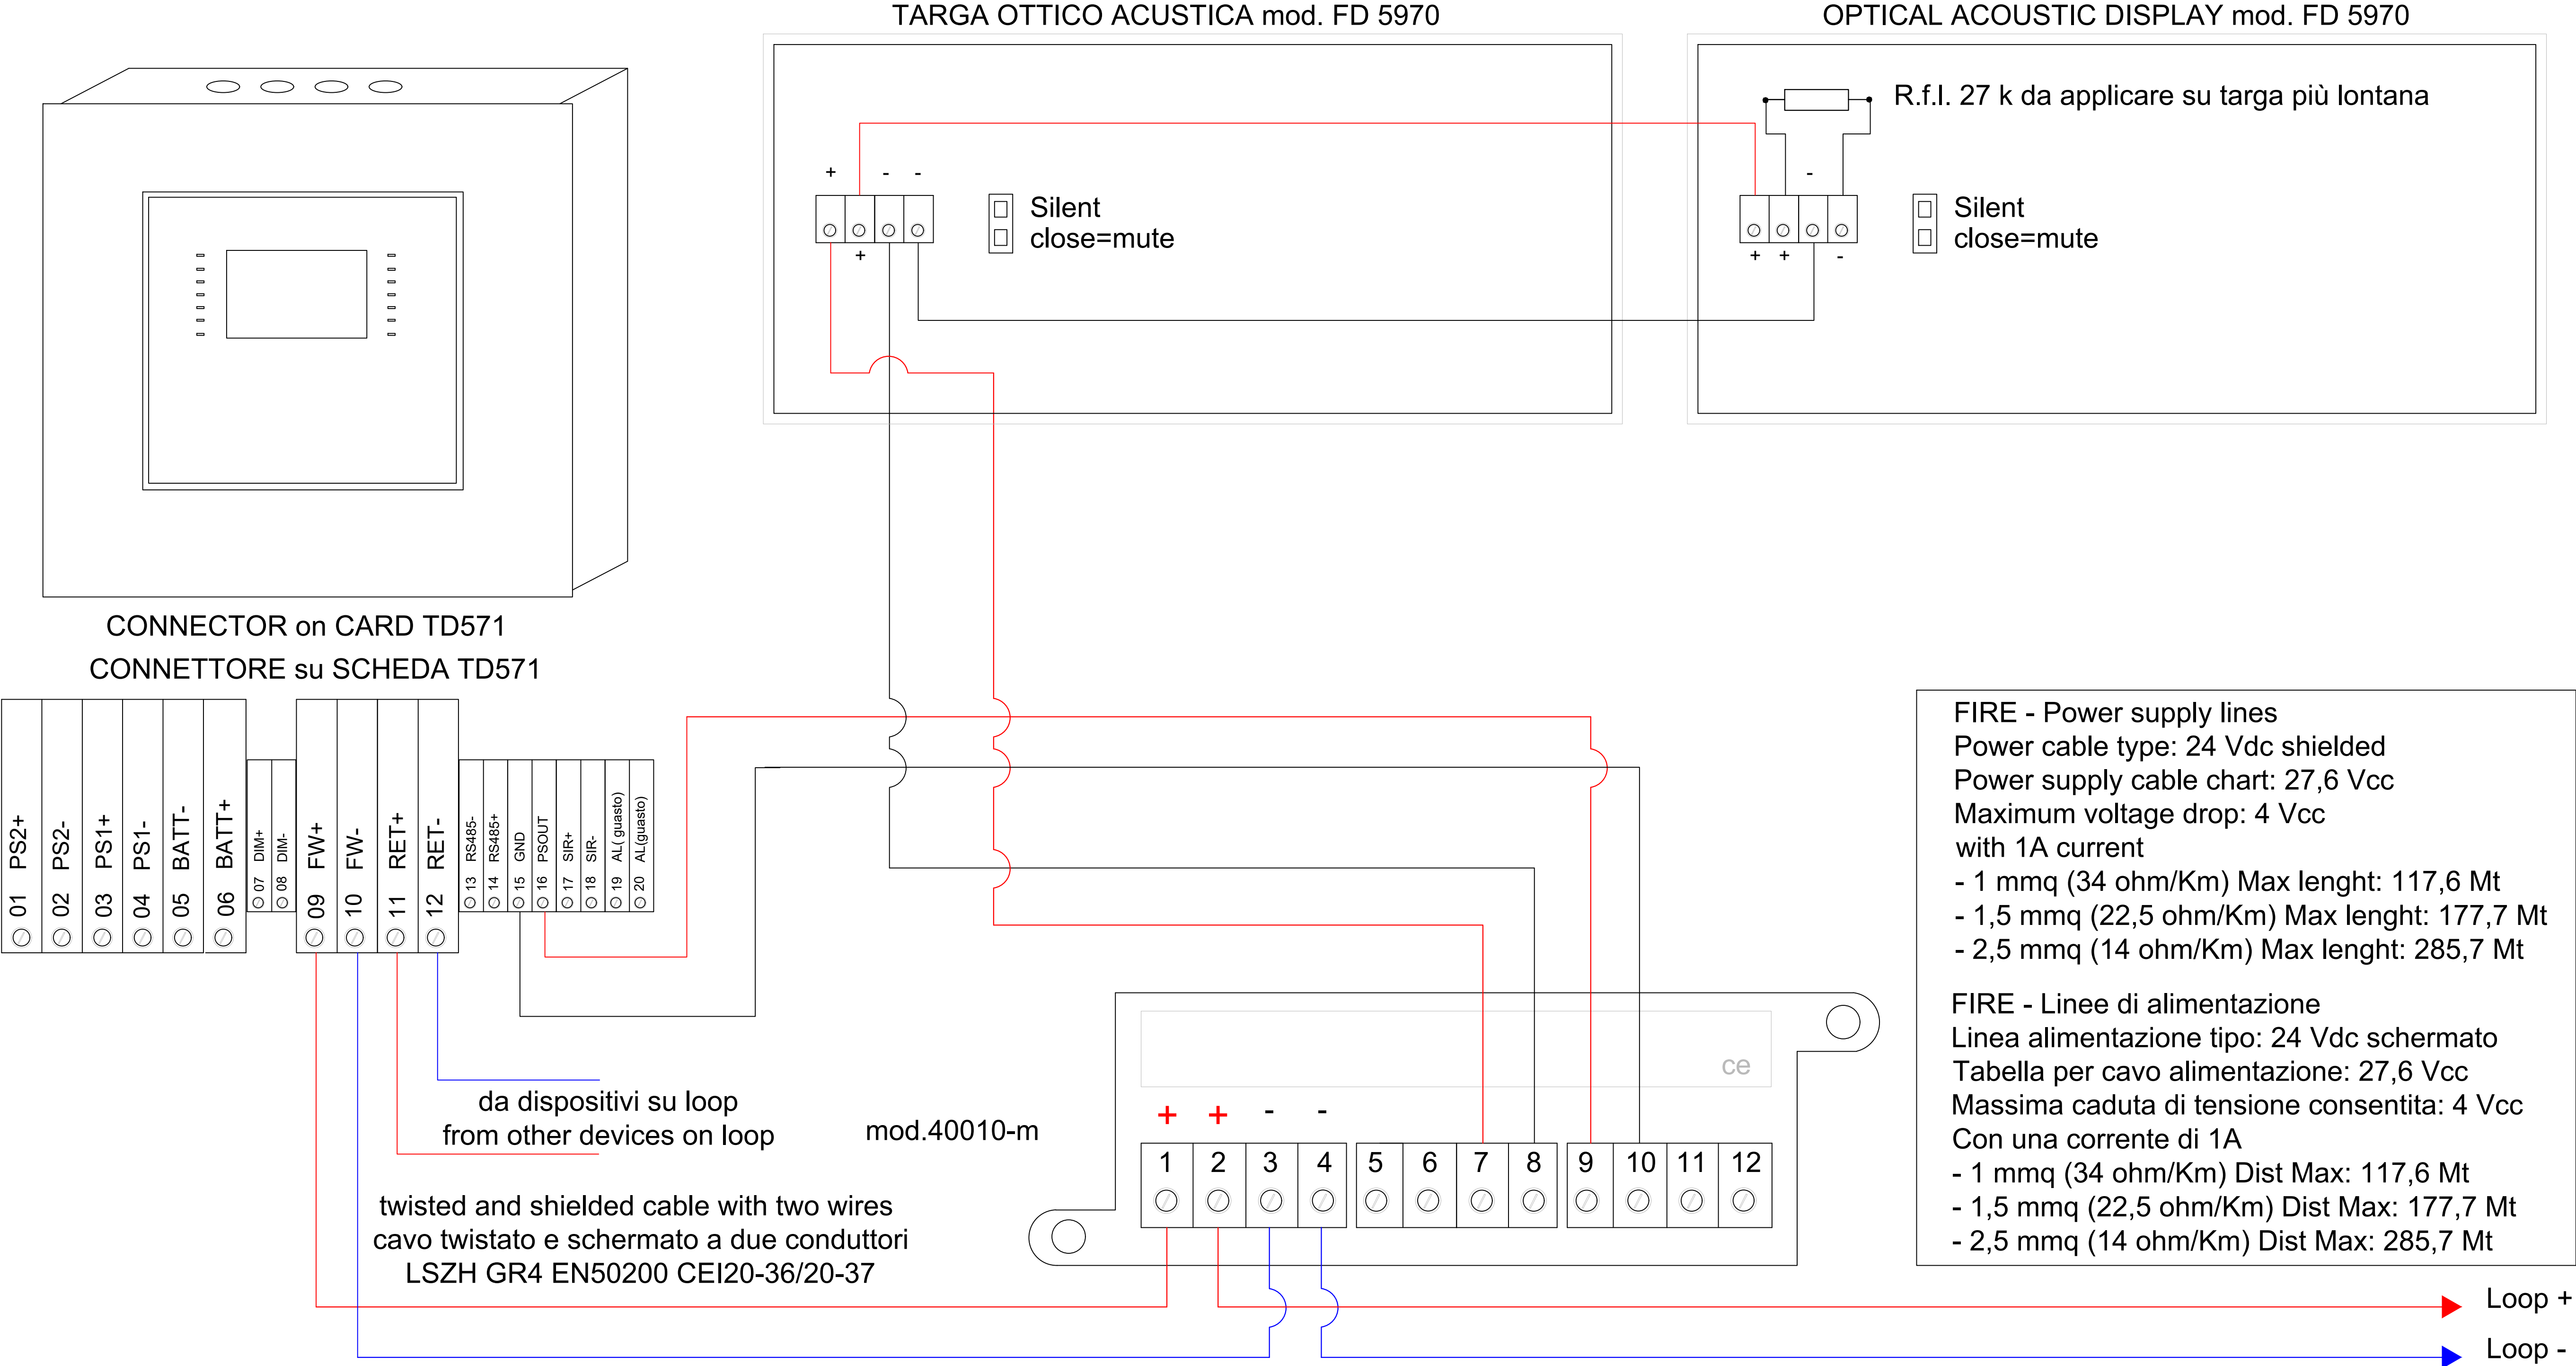 TARGA OTTICO ACUSTICA mod. FD 5970
OPTICAL ACOUSTIC DISPLAY mod. FD 5970
R.f.l. 27 k da applicare su targa più lontana
+ - -
+
Silent
close=mute
-
+ + -
Silent
close=mute
CONNECTOR on CARD TD571
CONNETTORE su SCHEDA TD571
01 PS2+
02 PS2-
03 PS1+
04 PS1-
05 BATT-
06 BATT+
07 DIM+
08 DIM-
09 FW+
10 FW-
11 RET+
12 RET-
13 RS485-
14 RS485+
15 GND
16 PSOUT
17 SIR+
18 SIR-
19 AL( guasto)
20 AL(guasto)
da dispositivi su loop
from other devices on loop
twisted and shielded cable with two wires
cavo twistato e schermato a due conduttori
LSZH GR4 EN50200 CEI20-36/20-37
mod.40010-m
ce
+ + - -
1 2 3 4 5 6 7 8 9 10 11 12
FIRE - Power supply lines
Power cable type: 24 Vdc shielded
Power supply cable chart: 27,6 Vcc
Maximum voltage drop: 4 Vcc
with 1A current
- 1 mmq (34 ohm/Km) Max lenght: 117,6 Mt
- 1,5 mmq (22,5 ohm/Km) Max lenght: 177,7 Mt
- 2,5 mmq (14 ohm/Km) Max lenght: 285,7 Mt
FIRE - Linee di alimentazione
Linea alimentazione tipo: 24 Vdc schermato
Tabella per cavo alimentazione: 27,6 Vcc
Massima caduta di tensione consentita: 4 Vcc
Con una corrente di 1A
- 1 mmq (34 ohm/Km) Dist Max: 117,6 Mt
- 1,5 mmq (22,5 ohm/Km) Dist Max: 177,7 Mt
- 2,5 mmq (14 ohm/Km) Dist Max: 285,7 Mt
Loop +
Loop -